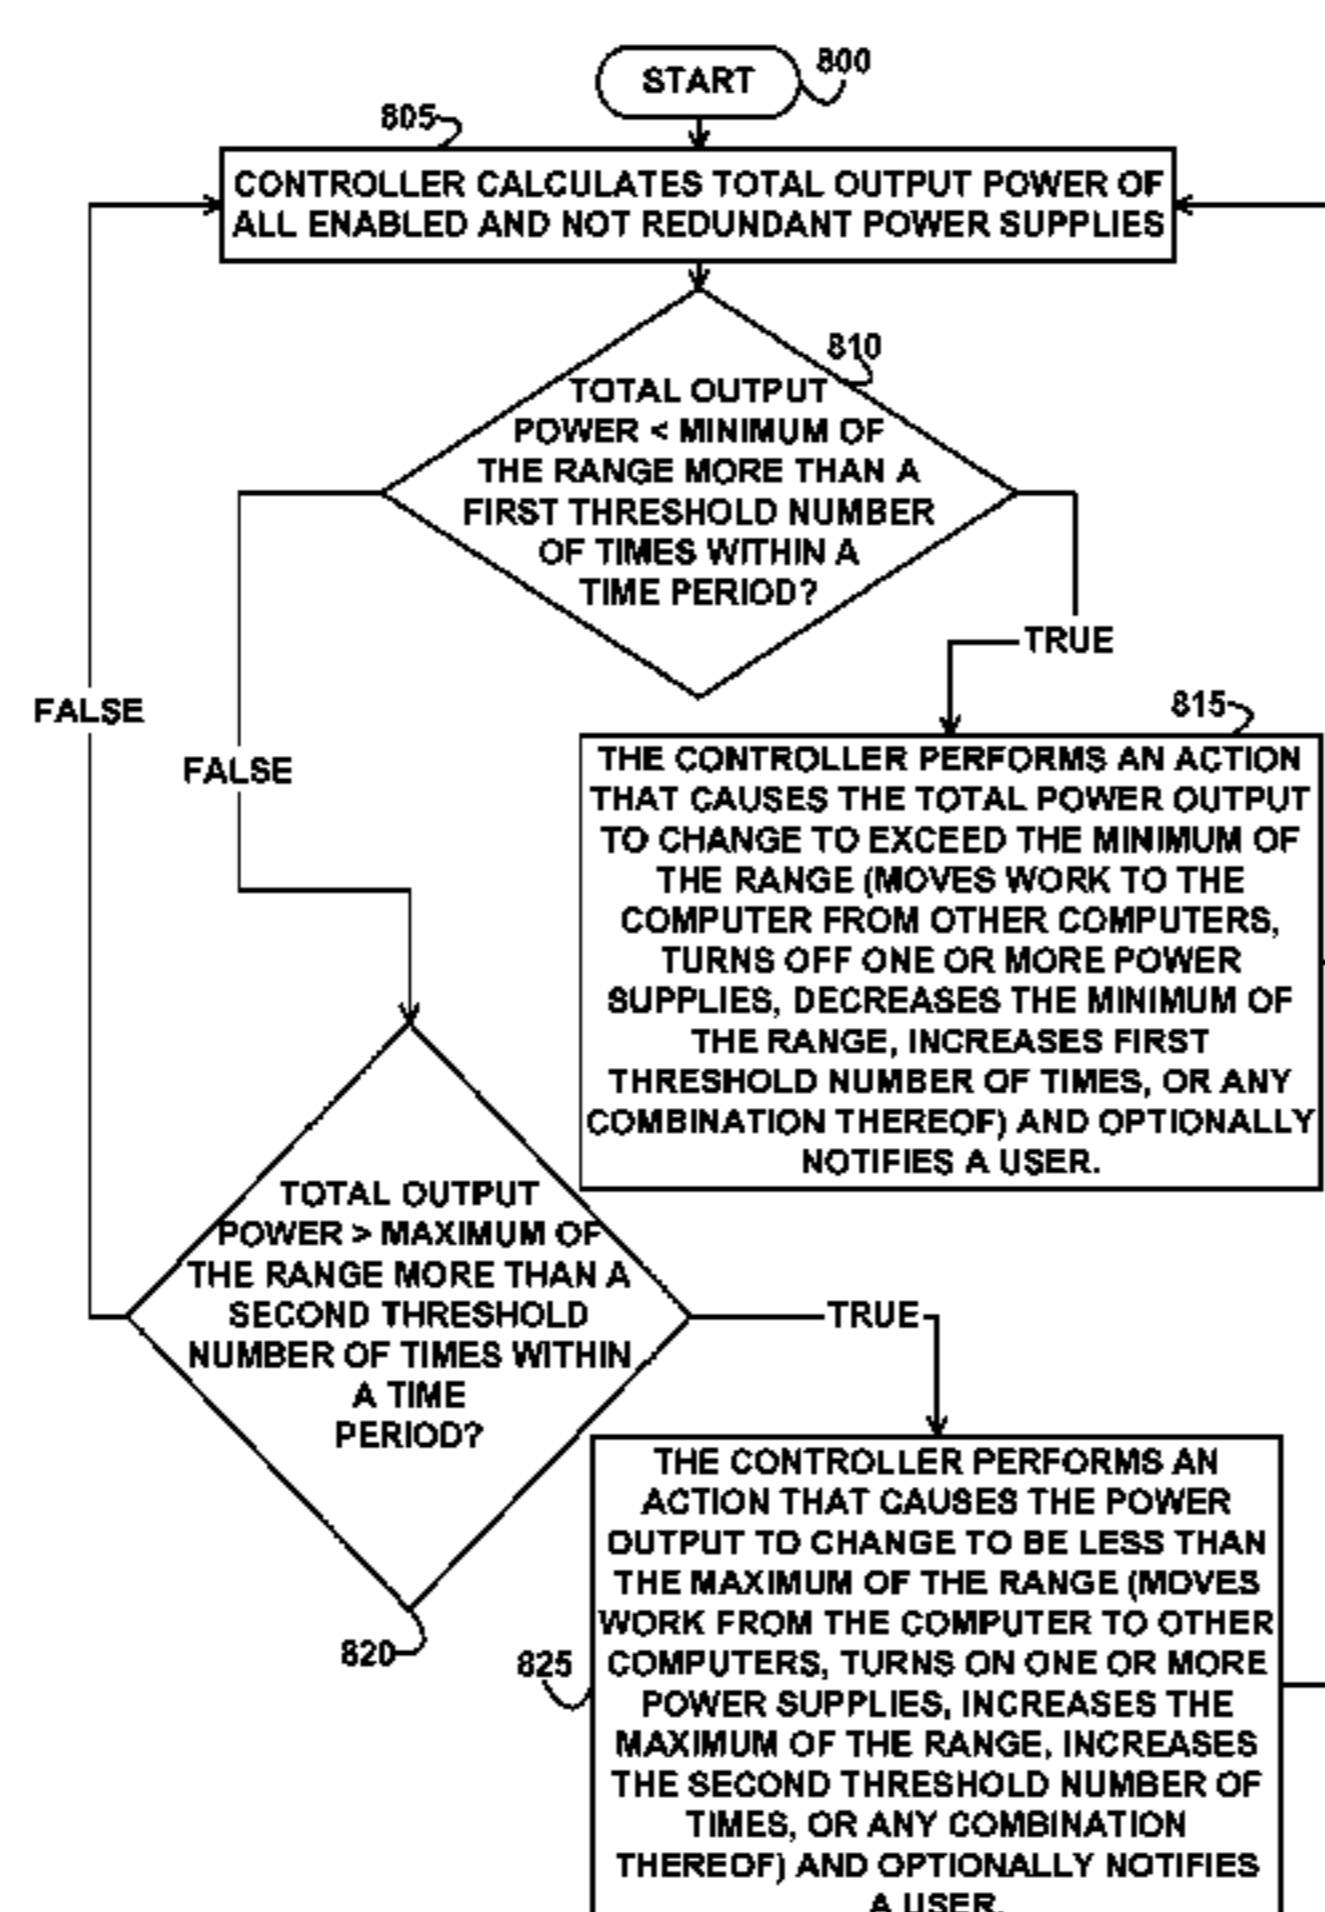 START
800
805
CONTROLLER CALCULATES TOTAL OUTPUT POWER OF
ALL ENABLED AND NOT REDUNDANT POWER SUPPLIES
810
TOTAL OUTPUT
POWER < MINIMUM OF
THE RANGE MORE THAN A
FIRST THRESHOLD NUMBER
OF TIMES WITHIN A
TIME PERIOD?
TRUE
FALSE
FALSE
815
THE CONTROLLER PERFORMS AN ACTION
THAT CAUSES THE TOTAL POWER OUTPUT
TO CHANGE TO EXCEED THE MINIMUM OF
THE RANGE (MOVES WORK TO THE
COMPUTER FROM OTHER COMPUTERS,
TURNS OFF ONE OR MORE POWER
SUPPLIES, DECREASES THE MINIMUM OF
THE RANGE, INCREASES FIRST
THRESHOLD NUMBER OF TIMES, OR ANY
COMBINATION THEREOF) AND OPTIONALLY
NOTIFIES A USER.
TOTAL OUTPUT
POWER > MAXIMUM OF
THE RANGE MORE THAN A
SECOND THRESHOLD
NUMBER OF TIMES WITHIN
A TIME
PERIOD?
TRUE
820
825
THE CONTROLLER PERFORMS AN
ACTION THAT CAUSES THE POWER
OUTPUT TO CHANGE TO BE LESS THAN
THE MAXIMUM OF THE RANGE (MOVES
WORK FROM THE COMPUTER TO OTHER
COMPUTERS, TURNS ON ONE OR MORE
POWER SUPPLIES, INCREASES THE
MAXIMUM OF THE RANGE, INCREASES
THE SECOND THRESHOLD NUMBER OF
TIMES, OR ANY COMBINATION
THEREOF) AND OPTIONALLY NOTIFIES
A USER.